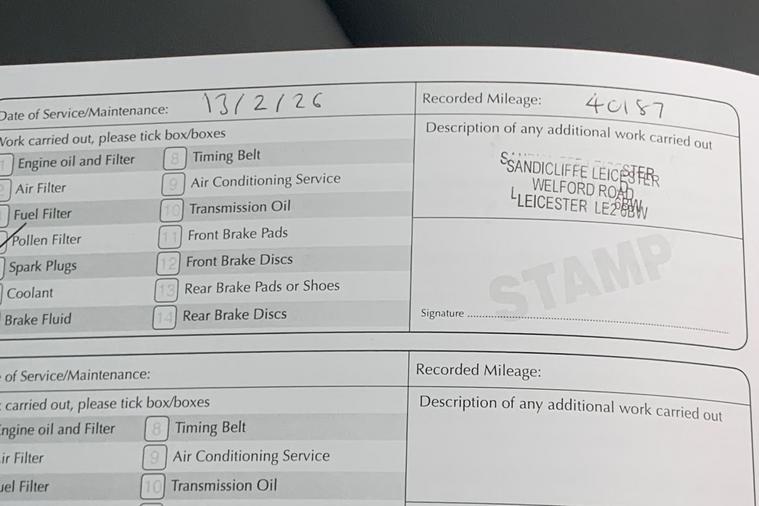 Date of Service/Maintenance: 13/2/26
Recorded Mileage: 40187
Work carried out, please tick box/boxes
Description of any additional work carried out
1 Engine oil and Filter
8 Timing Belt
Air Filter
9 Air Conditioning Service
Fuel Filter
10 Transmission Oil
Pollen Filter
11 Front Brake Pads
Spark Plugs
12 Front Brake Discs
Coolant
13 Rear Brake Pads or Shoes
Brake Fluid
14 Rear Brake Discs
SANDICLIFFE LEICESTER
WELFORD ROAD
LEICESTER LE2 6BW
STAMP
Signature
of Service/Maintenance:
Recorded Mileage:
carried out, please tick box/boxes
Description of any additional work carried out
ngine oil and Filter
8 Timing Belt
ir Filter
9 Air Conditioning Service
uel Filter
10 Transmission Oil